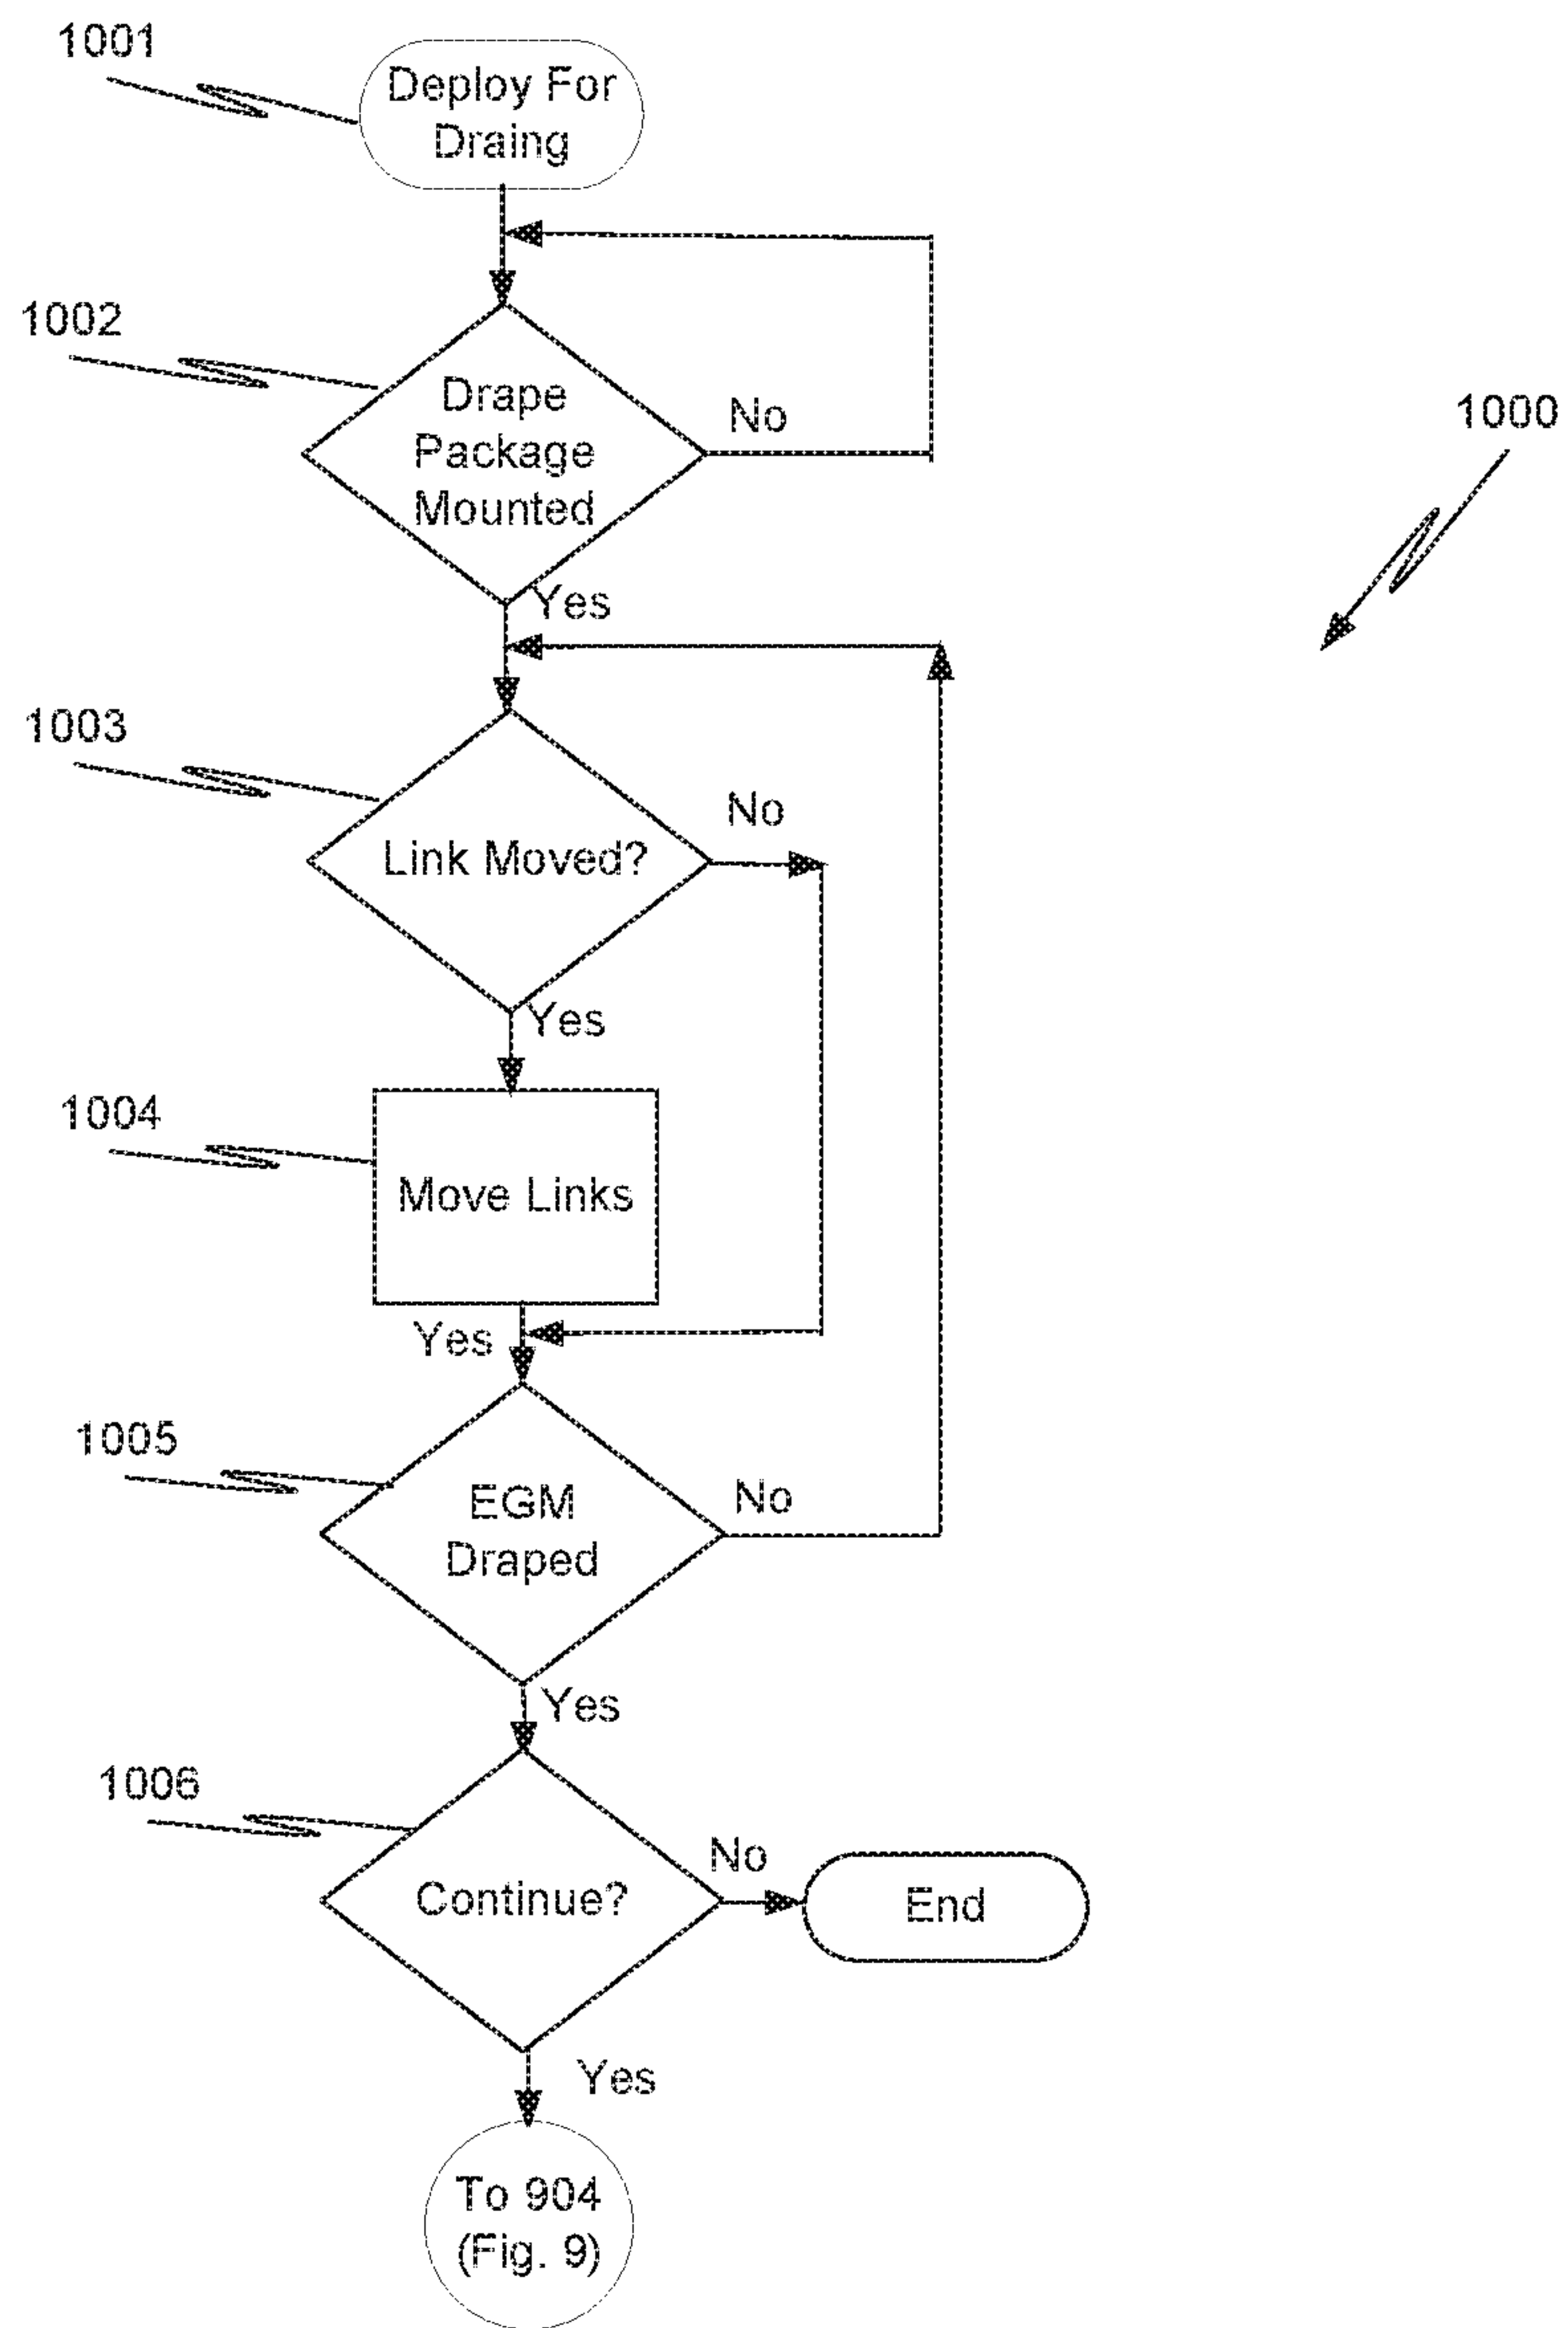 1001
Deploy For
Draing
1002
Drape
Package
Mounted
No
1000
Yes
1003
Link Moved?
No
Yes
1004
Move Links
Yes
1005
EGM
Draped
No
Yes
1006
Continue?
No
End
Yes
To 904
(Fig. 9)